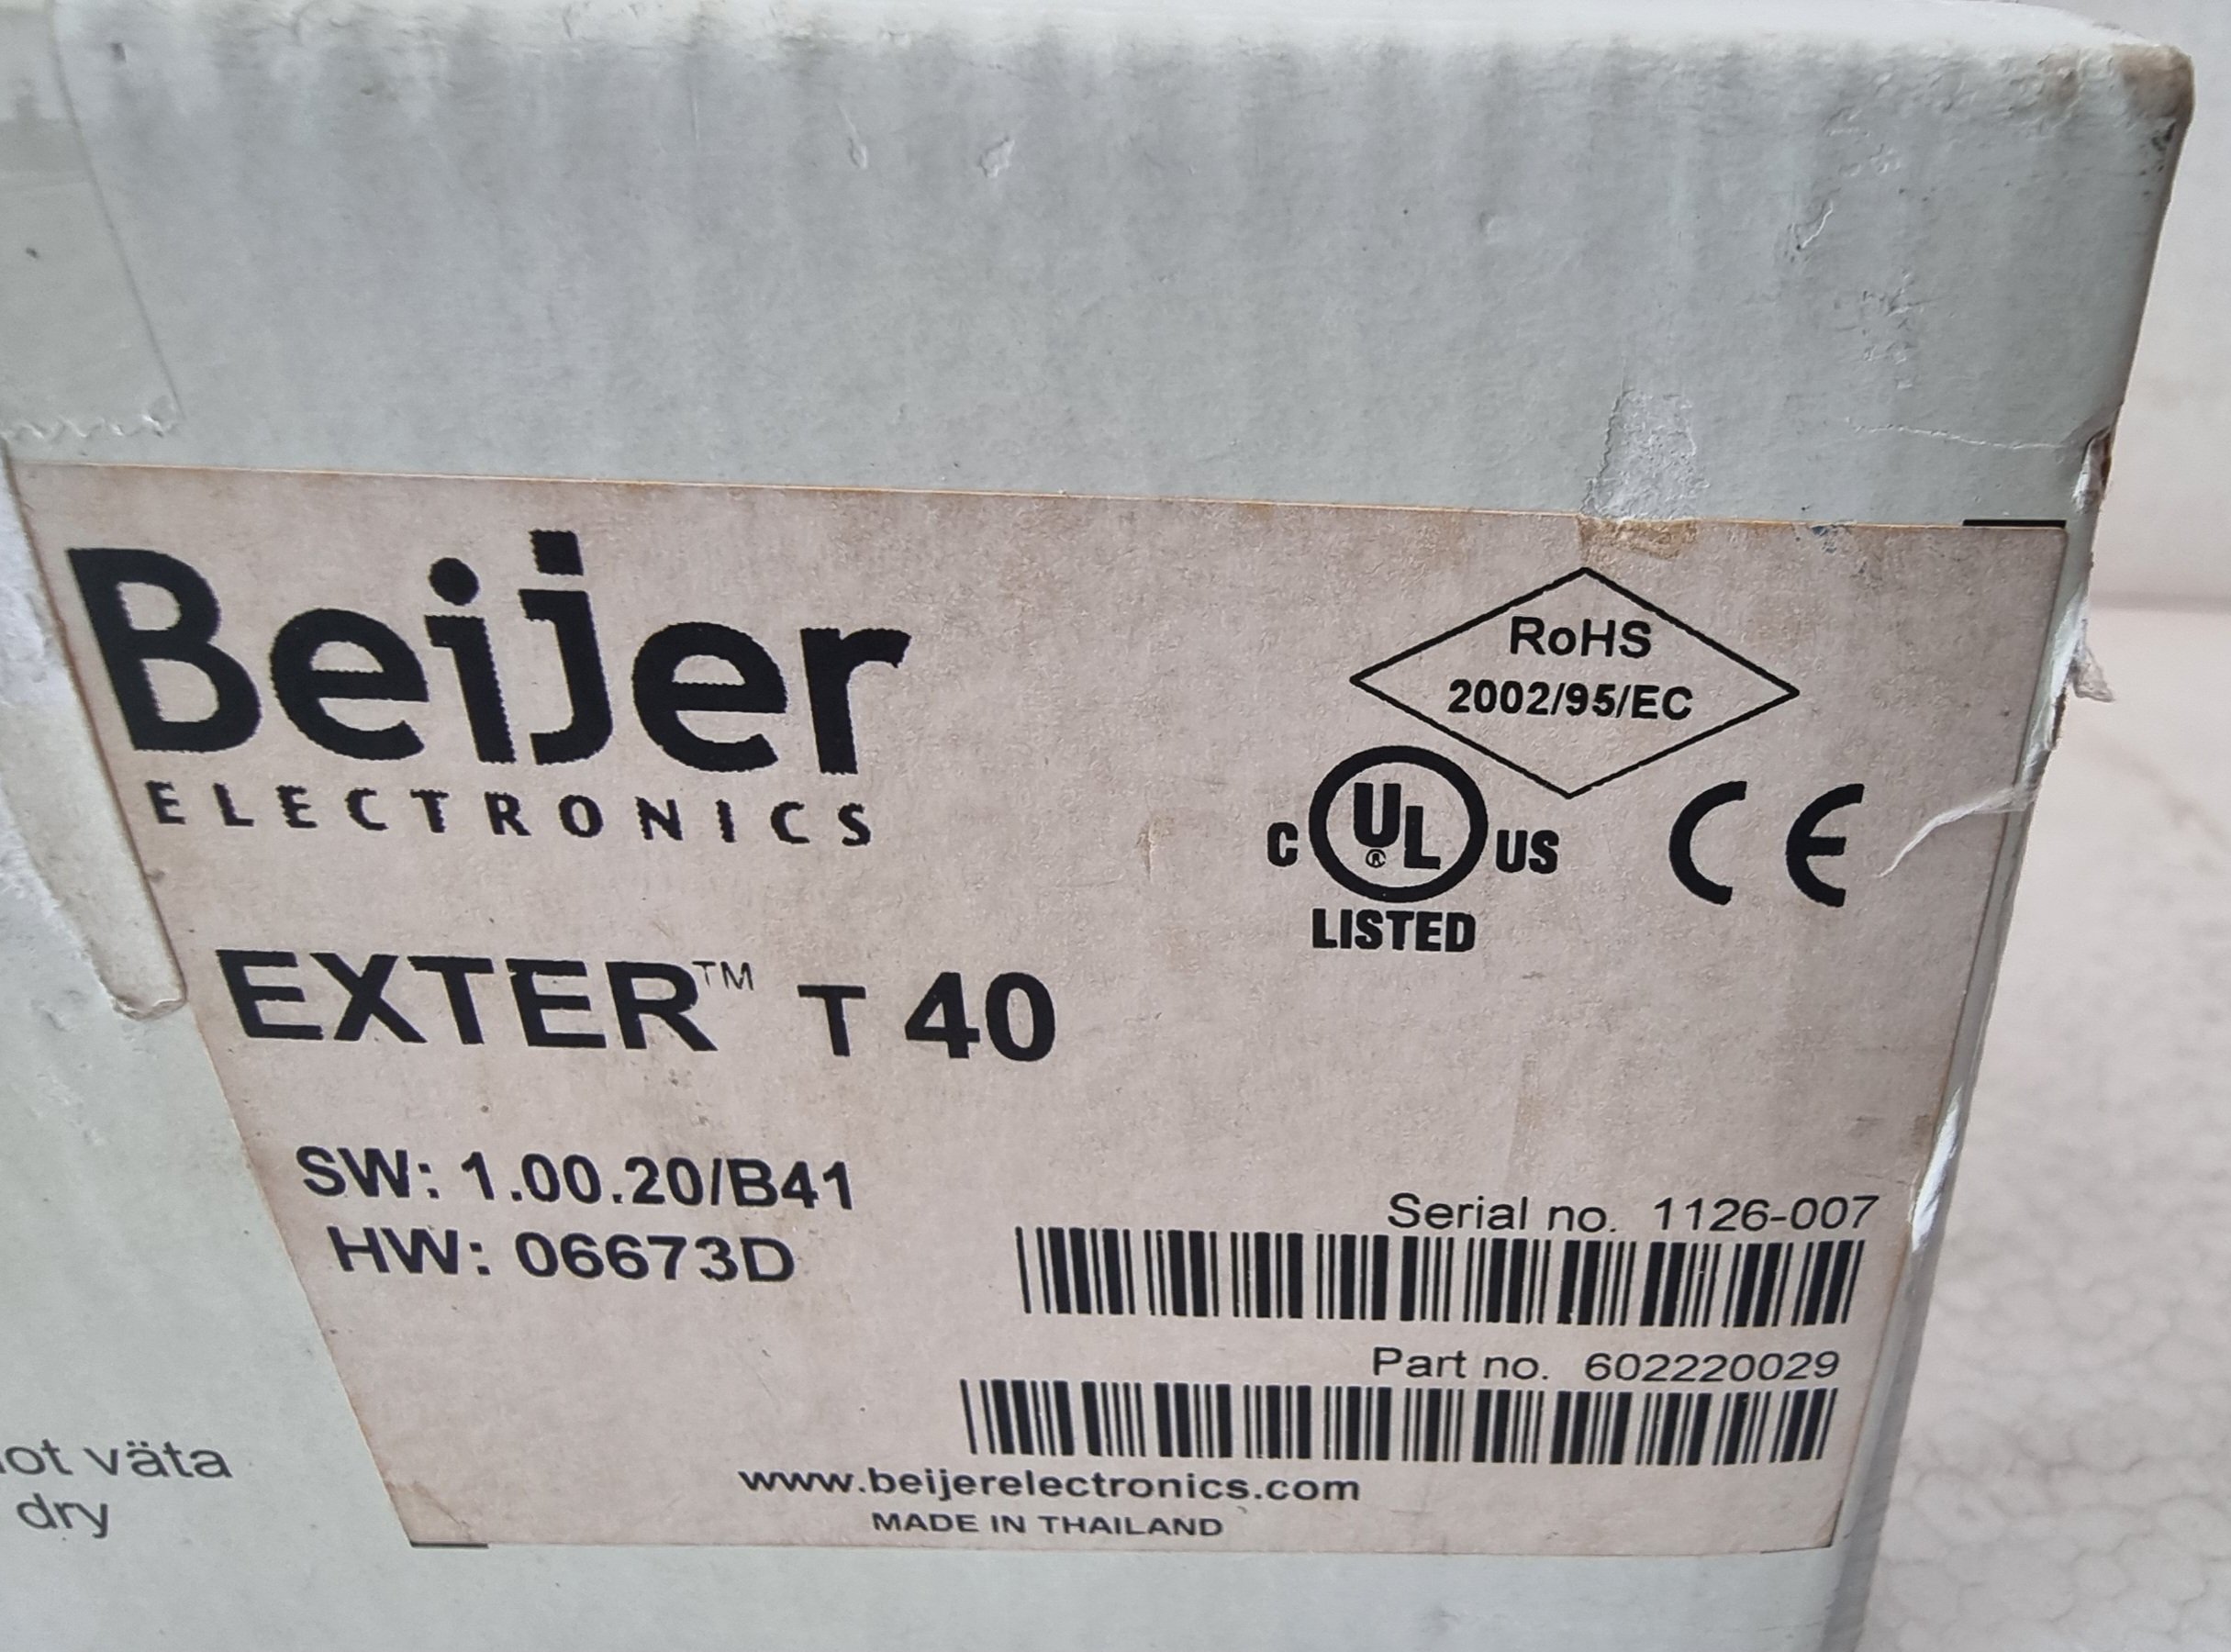 Beijer
ELECTRONICS
RoHS
2002/95/EC
C UL® US
LISTED
CE
EXTER™ T 40
SW: 1.00.20/B41
HW: 06673D
Serial no. 1126-007
Part no. 602220029
www.beijerelectronics.com
MADE IN THAILAND
väta
dry